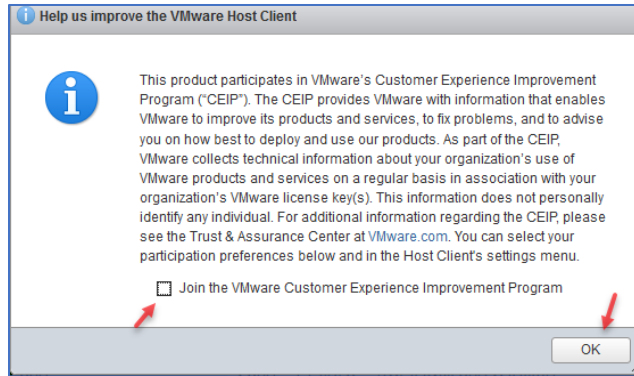 Help us improve the VMware Host Client
This product participates in VMware's Customer Experience Improvement
Program ("CEIP"). The CEIP provides VMware with information that enables
VMware to improve its products and services, to fix problems, and to advise
you on how best to deploy and use our products. As part of the CEIP,
VMware collects technical information about your organization's use of
VMware products and services on a regular basis in association with your
organization's VMware license key(s). This information does not personally
identify any individual. For additional information regarding the CEIP, please
see the Trust & Assurance Center at VMware.com. You can select your
participation preferences below and in the Host Client's settings menu.
Join the VMware Customer Experience Improvement Program
OK